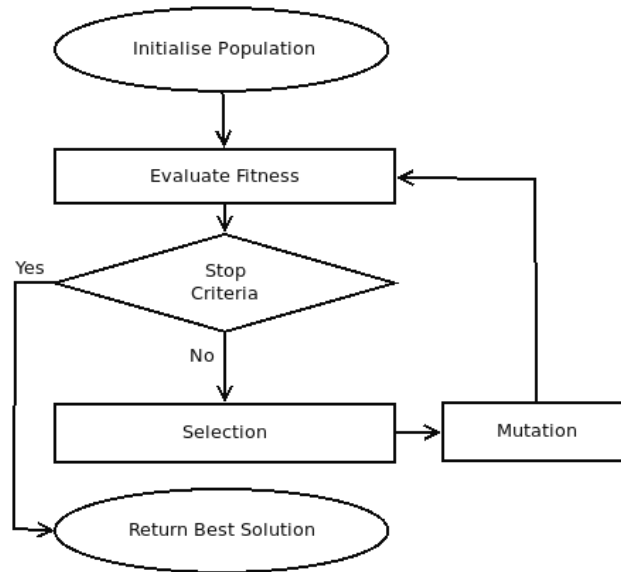 Initialise Population
Evaluate Fitness
Yes
Stop
Criteria
No
Selection
Mutation
Return Best Solution